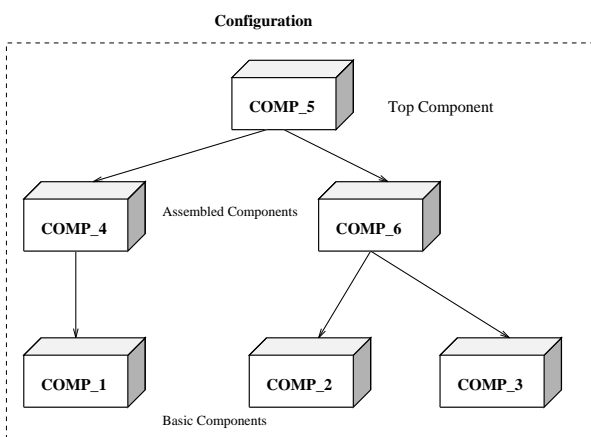 Configuration
COMP_5
Top Component
COMP_4
Assembled Components
COMP_6
COMP_1
COMP_2
COMP_3
Basic Components